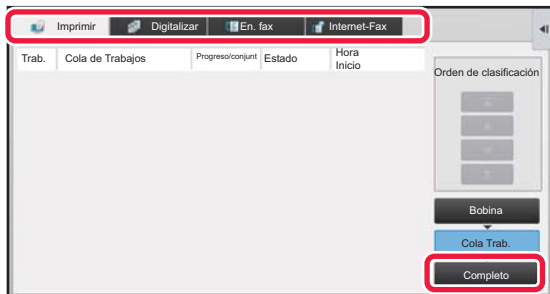 Imprimir Digitalizar En. fax Internet-Fax
Trab. Cola de Trabajos Progreso/conjunt Estado Hora
Inicio
Orden de clasificación
Bobina
Cola Trab.
Completo